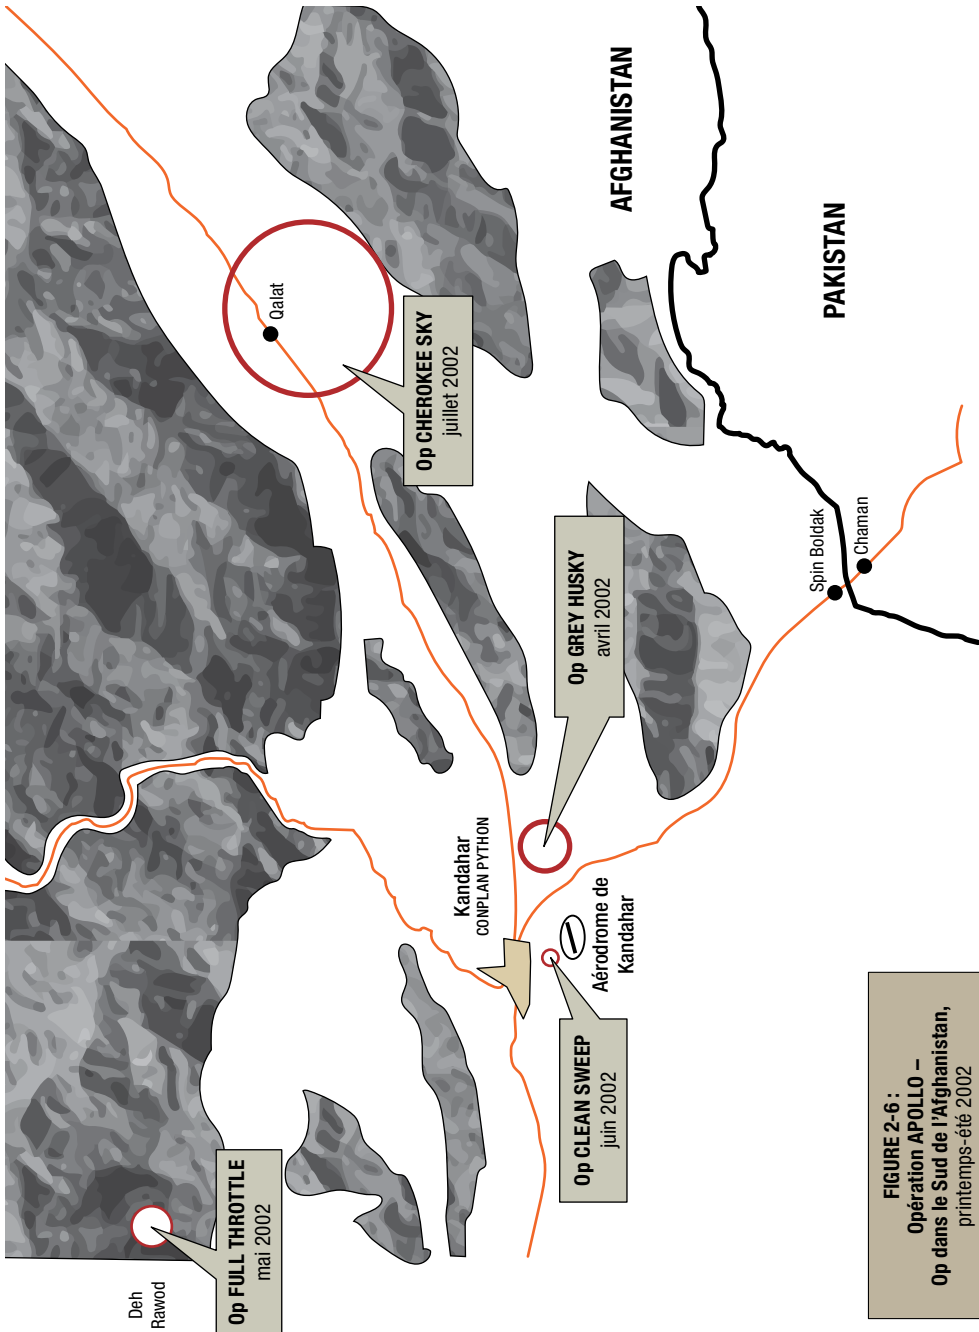 Deh
Rawod
Op FULL THROTTLE
mai 2002
Op CLEAN SWEEP
juin 2002
Aérodrome de
Kandahar
Kandahar
CONPLAN PYTHON
Op GREY HUSKY
avril 2002
Op CHEROKEE SKY
juillet 2002
Qalat
Spin Boldak
Chaman
AFGHANISTAN
PAKISTAN
FIGURE 2-6 :
Opération APOLLO –
Op dans le Sud de l'Afghanistan,
printemps-été 2002